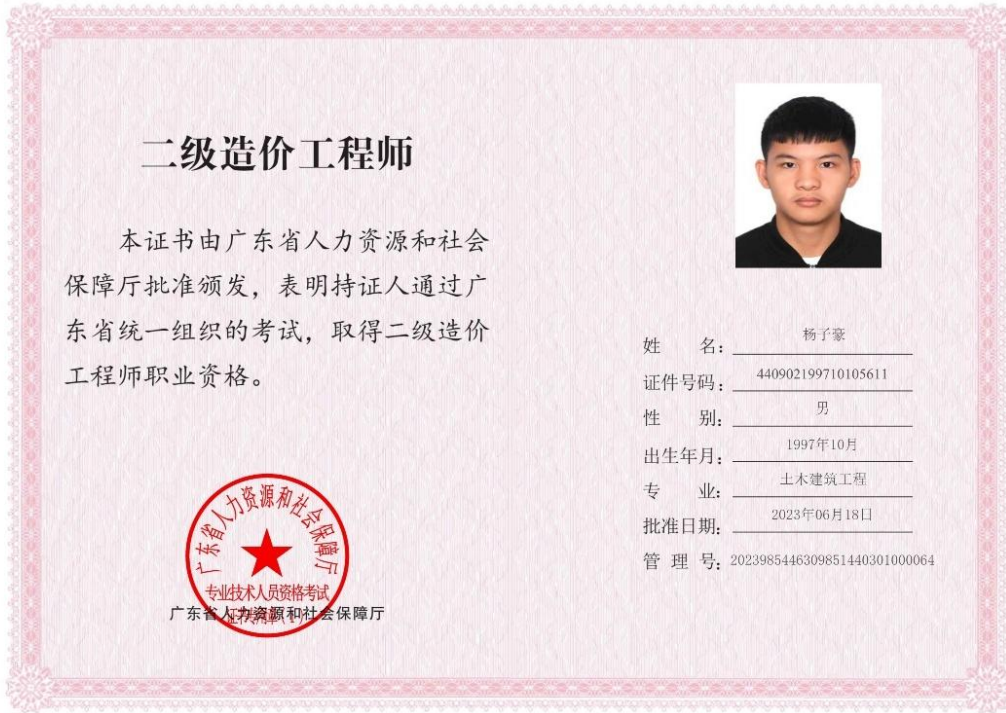 二级造价工程师
本证书由广东省人力资源和社会
保障厅批准颁发，表明持证人通过广
东省统一组织的考试，取得二级造价
工程师职业资格。
姓 名：杨子豪
证件号码：440902199710105611
性 别：男
出生年月：1997年10月
专 业：土木建筑工程
批准日期：2023年06月18日
管 理 号：2023985446309851440301000064
广东省人力资源和社会保障厅
专业技术人员资格考试
广东省人力资源和社会保障厅